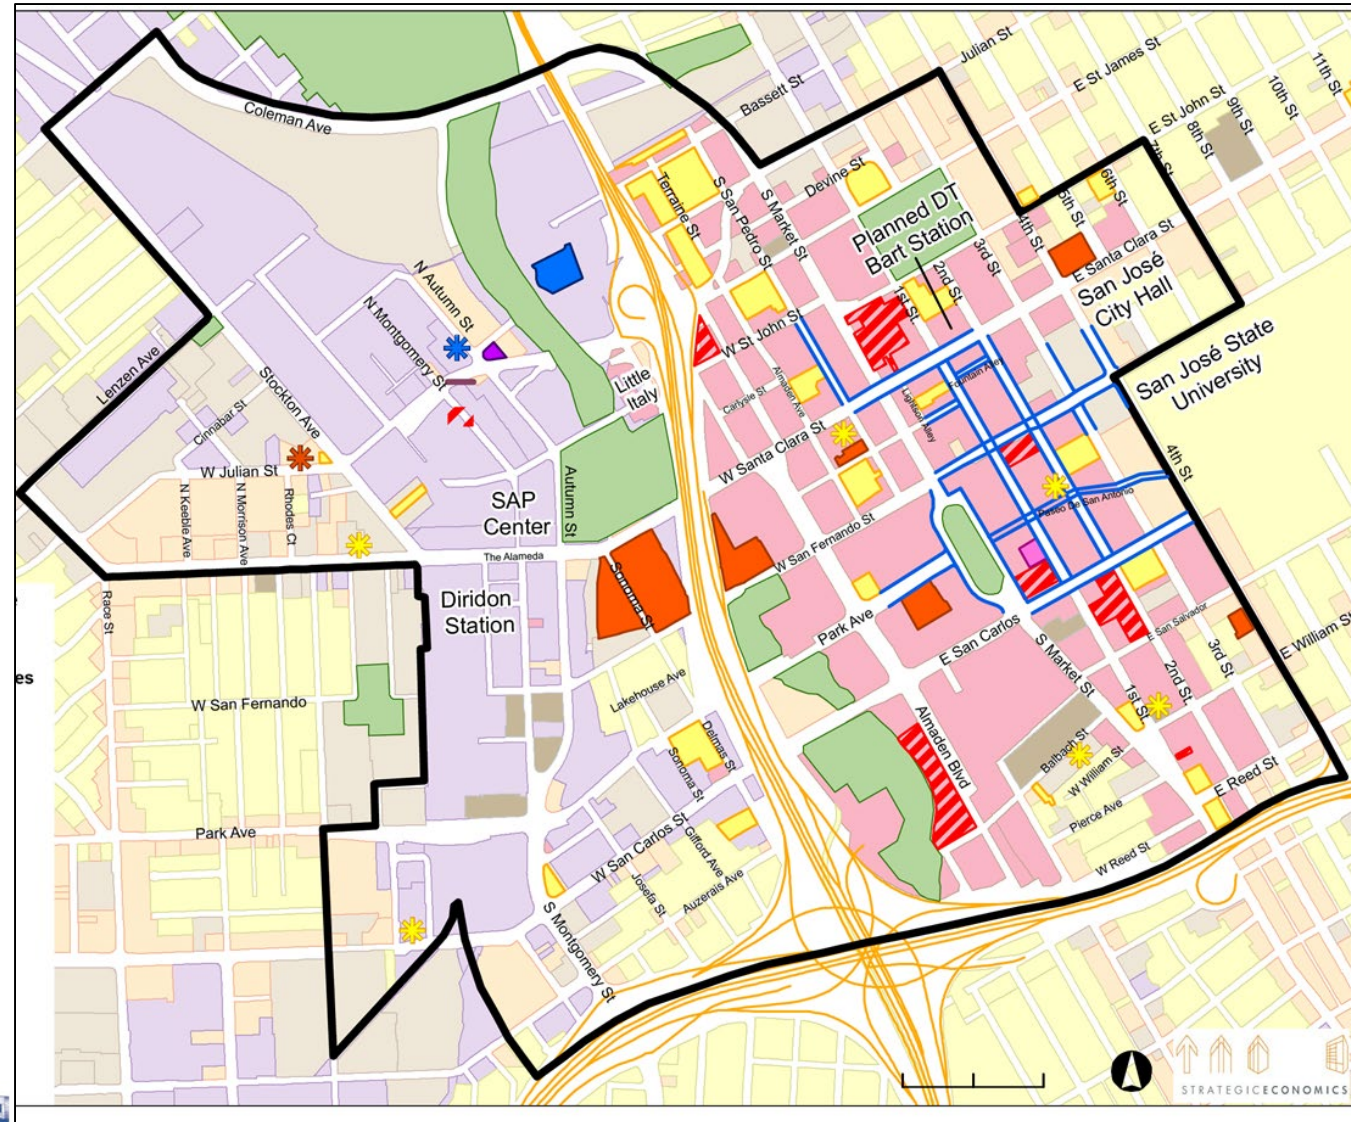 Coleman Ave
Bassett St
Julian St
E St James St
11th St
10th St
9th St
E St John St
8th St
7th St
6th St
6th St
4th St
Devine St
Terraine St
S San Pedro St
S Market St
Planned DT
Bart Station
3rd St
2nd St.
1st St.
E Santa Clara St
San José
City Hall
San José State
University
N Autumn St
N Montgomery St
Little
Italy
W St John St
Carlysle St
Almaden Ave
Lightson Alley
Fountain Alley
Lenzen Ave
Stockton Ave
Cinnabar St
W Julian St
W Santa Clara St
4th St
N Keeble Ave
N Morrison Ave
Rhodes Ct
SAP
Center
Autumn St
The Alameda
W San Fernando St
Paseo De San Antonio
Race St
Diridon
Station
Sonoma St
Park Ave
E San Carlos
E San Salvador
E William St
es
W San Fernando
Lakehouse Ave
S Market St
3rd St
2nd St.
1st St.
Delmas St
Sonoma St
Almaden Blvd
Balbach St
W William St
E Reed St
Pierce Ave
Park Ave
W San Carlos St
Gifford Ave
Josefa St
Auzerais Ave
W Reed St
S Montgomery St
STRATEGICECONOMICS